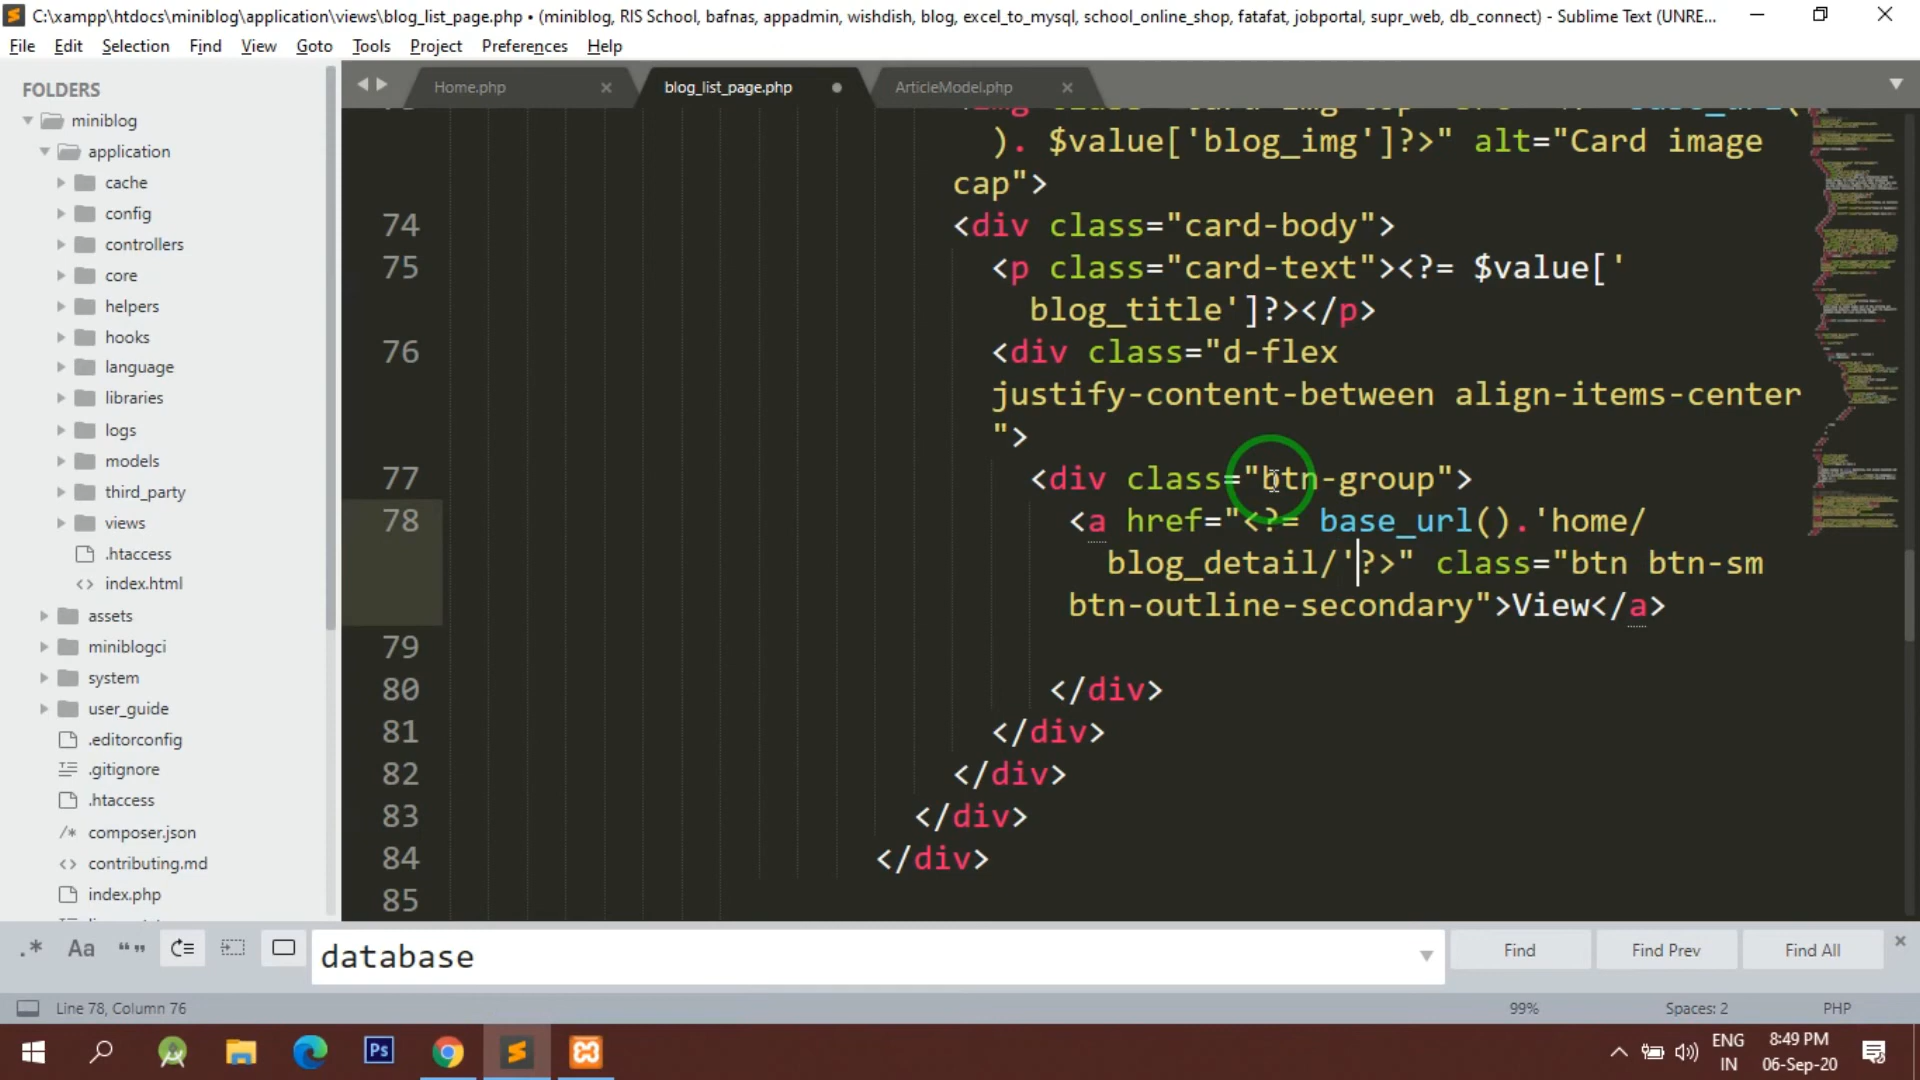 C:\xampp\htdocs\miniblog\application\views\blog_list_page.php • (miniblog, RIS School, bafnas, appadmin, wishdish, blog, excel_to_mysql, school_online_shop, fatafat, jobportal, supr_web, db_connect) - Sublime Text (UNRE...
File Edit Selection Find View Goto Tools Project Preferences Help
FOLDERS
miniblog
application
cache
config
controllers
core
helpers
hooks
language
libraries
logs
models
third_party
views
.htaccess
index.html
assets
miniblogci
system
user_guide
.editorconfig
.gitignore
.htaccess
composer.json
contributing.md
index.php
Home.php blog_list_page.php ArticleModel.php
). $value['blog_img']?>" alt="Card image
cap">
74 <div class="card-body">
75 <p class="card-text"><?= $value['
blog_title']?></p>
76 <div class="d-flex
justify-content-between align-items-center
">
77 <div class="btn-group">
78 <a href="<?= base_url().'home/
blog_detail/'?>" class="btn btn-sm
btn-outline-secondary">View</a>
79
80 </div>
81 </div>
82 </div>
83 </div>
84 </div>
85
.* Aa “” database Find Find Prev Find All
Line 78, Column 76 99% Spaces: 2 PHP
Ps ENG 8:49 PM
IN 06-Sep-20